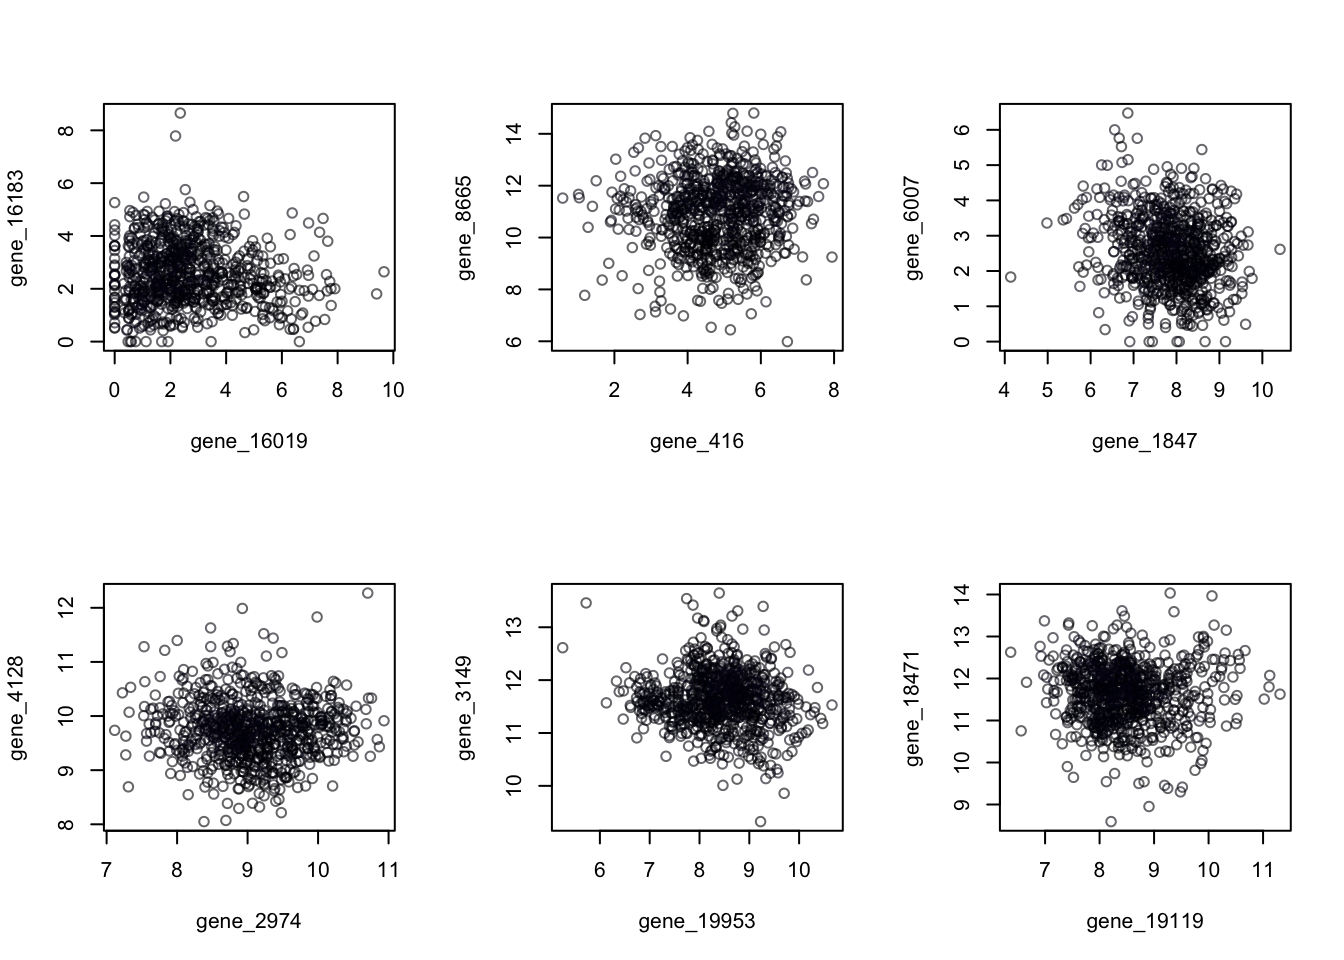 gene_16183
8
6
4
2
0
0 2 4 6 8 10
gene_16019
gene_8665
14
12
10
8
6
2 4 6 8
gene_416
gene_6007
6
5
4
3
2
1
0
4 5 6 7 8 9 10
gene_1847
gene_4128
12
11
10
9
8
7 8 9 10 11
gene_2974
gene_3149
13
12
11
10
6 7 8 9 10
gene_19953
gene_18471
14
13
12
11
10
9
7 8 9 10 11
gene_19119